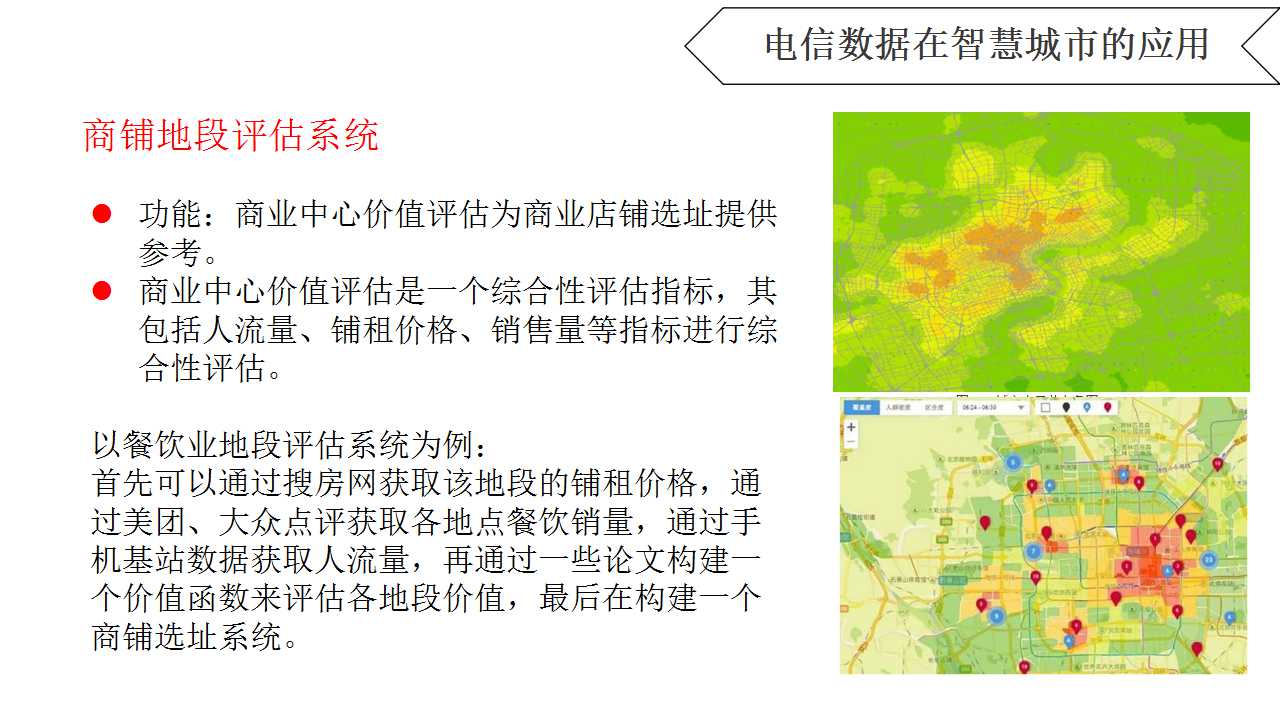 电信数据在智慧城市的应用
商铺地段评估系统
功能：商业中心价值评估为商业店铺选址提供
参考。
商业中心价值评估是一个综合性评估指标，其
包括人流量、铺租价格、销售量等指标进行综
合性评估。
以餐饮业地段评估系统为例：
首先可以通过搜房网获取该地段的铺租价格，通
过美团、大众点评获取各地点餐饮销量，通过手
机基站数据获取人流量，再通过一些论文构建一
个价值函数来评估各地段价值，最后在构建一个
商铺选址系统。
覆盖度 人群密度 区分度 06:24 - 06:30